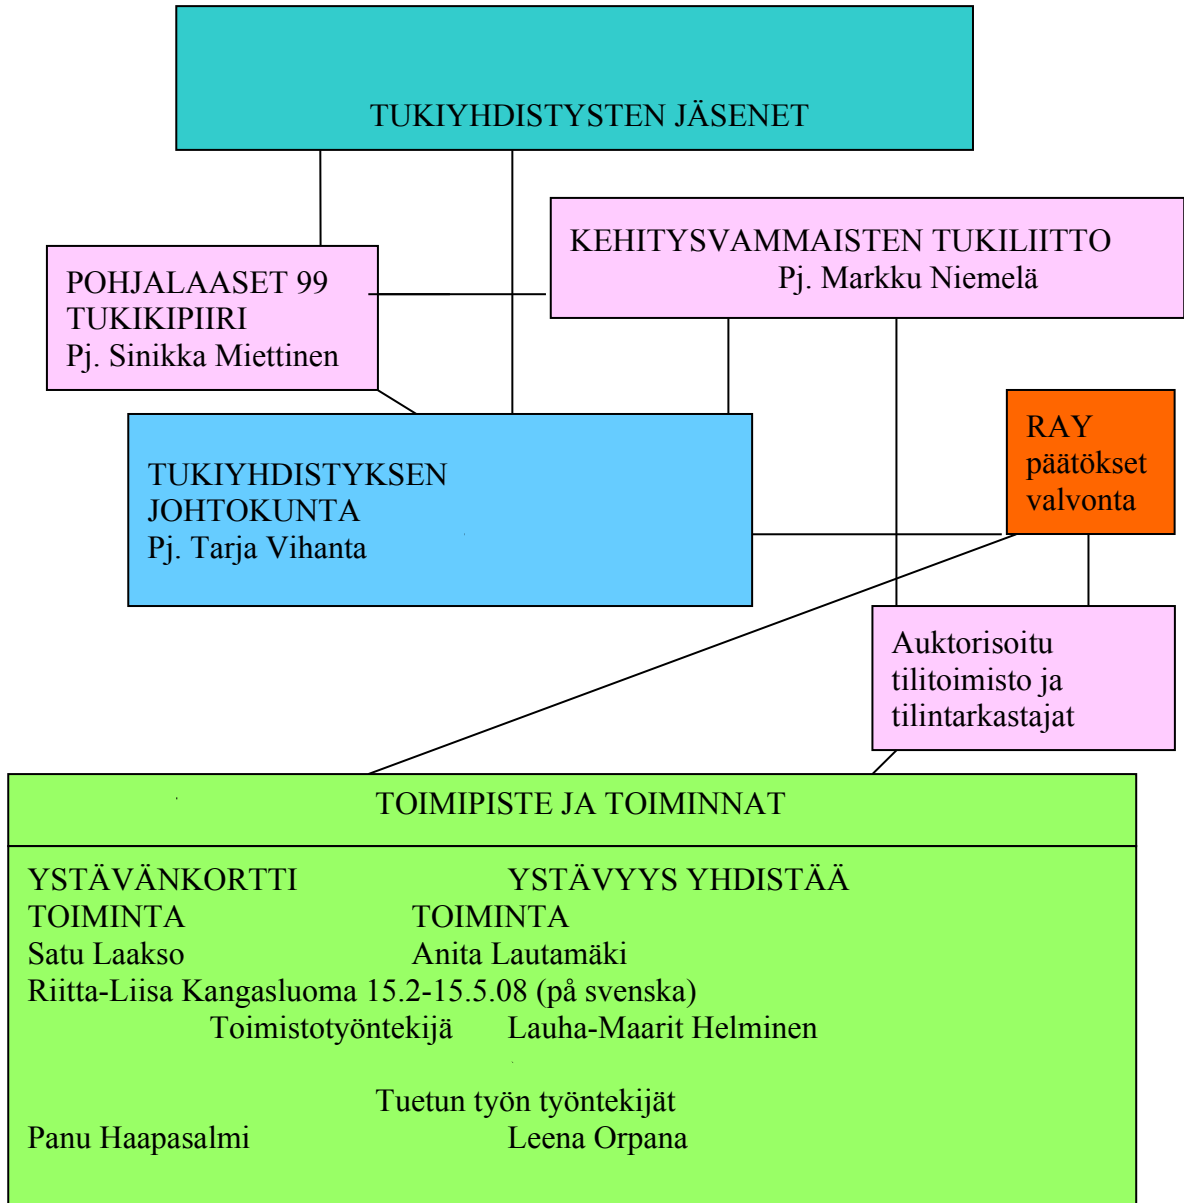 TUKIYHDISTYSTEN JÄSENET
KEHITYSVAMMAISTEN TUKILIITTO
Pj. Markku Niemelä
POHJALAASET 99
TUKIKIPIIRI
Pj. Sinikka Miettinen
RAY
päätökset
valvonta
TUKIYHDISTYKSEN
JOHTOKUNTA
Pj. Tarja Vihanta
Auktorisoitu
tilitoimisto ja
tilintarkastajat
TOIMIPISTE JA TOIMINNAT
YSTÄVÄNKORTTI YSTÄVYYS YHDISTÄÄ
TOIMINTA TOIMINTA
Satu Laakso Anita Lautamäki
Riitta-Liisa Kangasluoma 15.2-15.5.08 (på svenska)
Toimistotyöntekijä Lauha-Maarit Helminen
Tuetun työn työntekijät
Panu Haapasalmi Leena Orpana